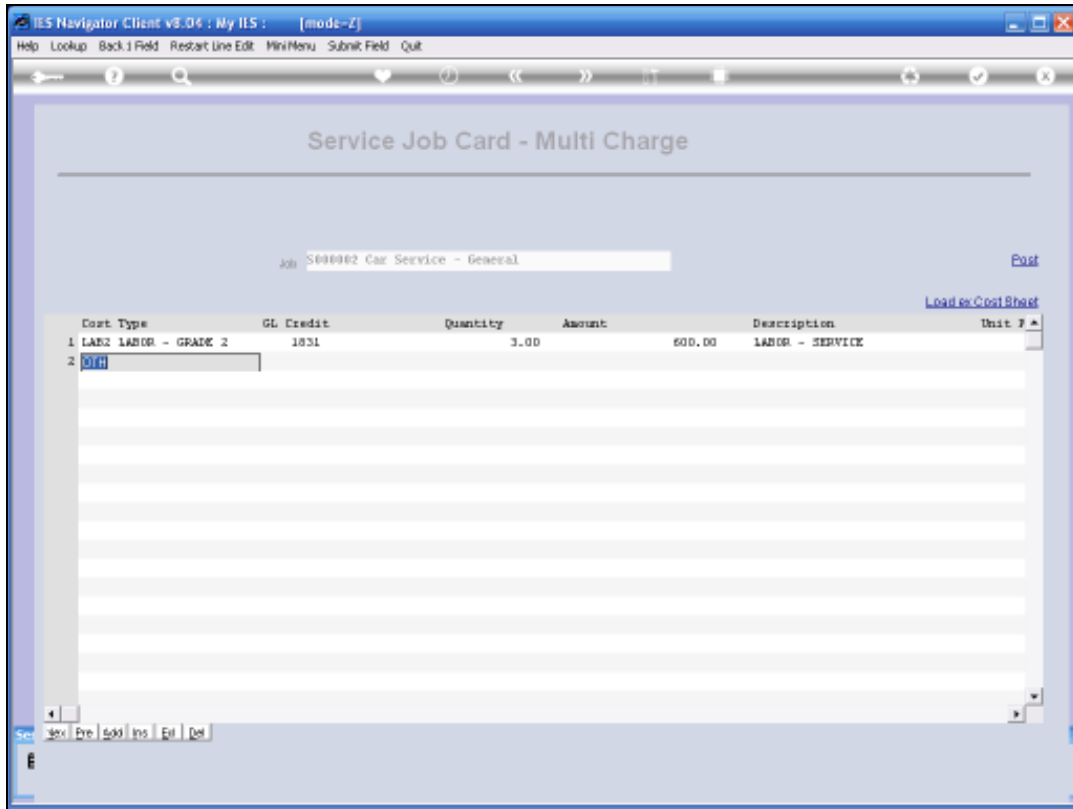 IES Navigator Client v8.04 : My IES : [mode=Z]
Help Lookup Back 1 Field Restart Line Edit MiniMenu Submit Field Quit
Service Job Card - Multi Charge
Job S000002 Car Service - General Post
Load ex Cost Sheet
Cost Type GL Credit Quantity Amount Description Unit
1 LAB2 LABOR - GRADE 2 1831 3.00 600.00 LABOR - SERVICE
2 OTH
Pre Add Ins Del